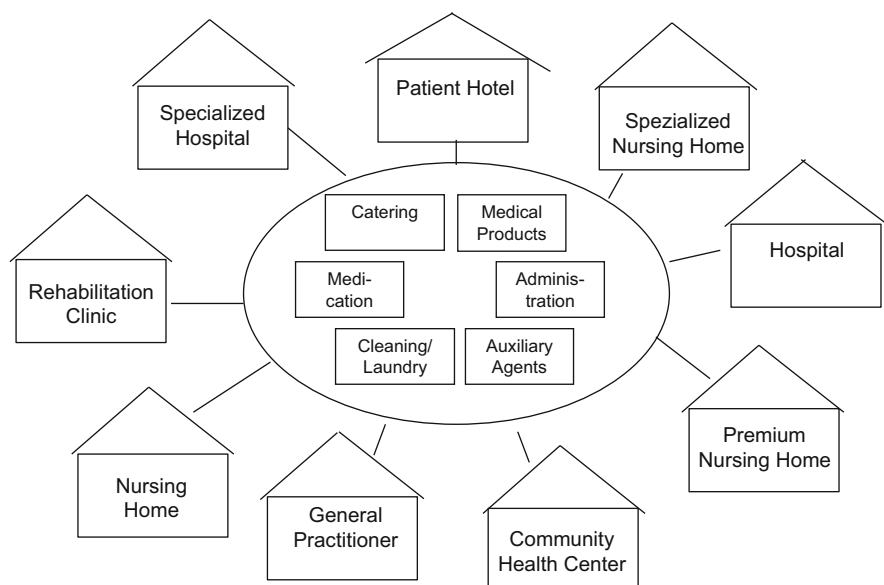 Patient Hotel
Specialized
Hospital
Spezialized
Nursing Home
Catering
Medical
Products
Hospital
Rehabilitation
Clinic
Medi-
cation
Adminis-
tration
Cleaning/
Laundry
Auxiliary
Agents
Premium
Nursing Home
Nursing
Home
General
Practitioner
Community
Health Center